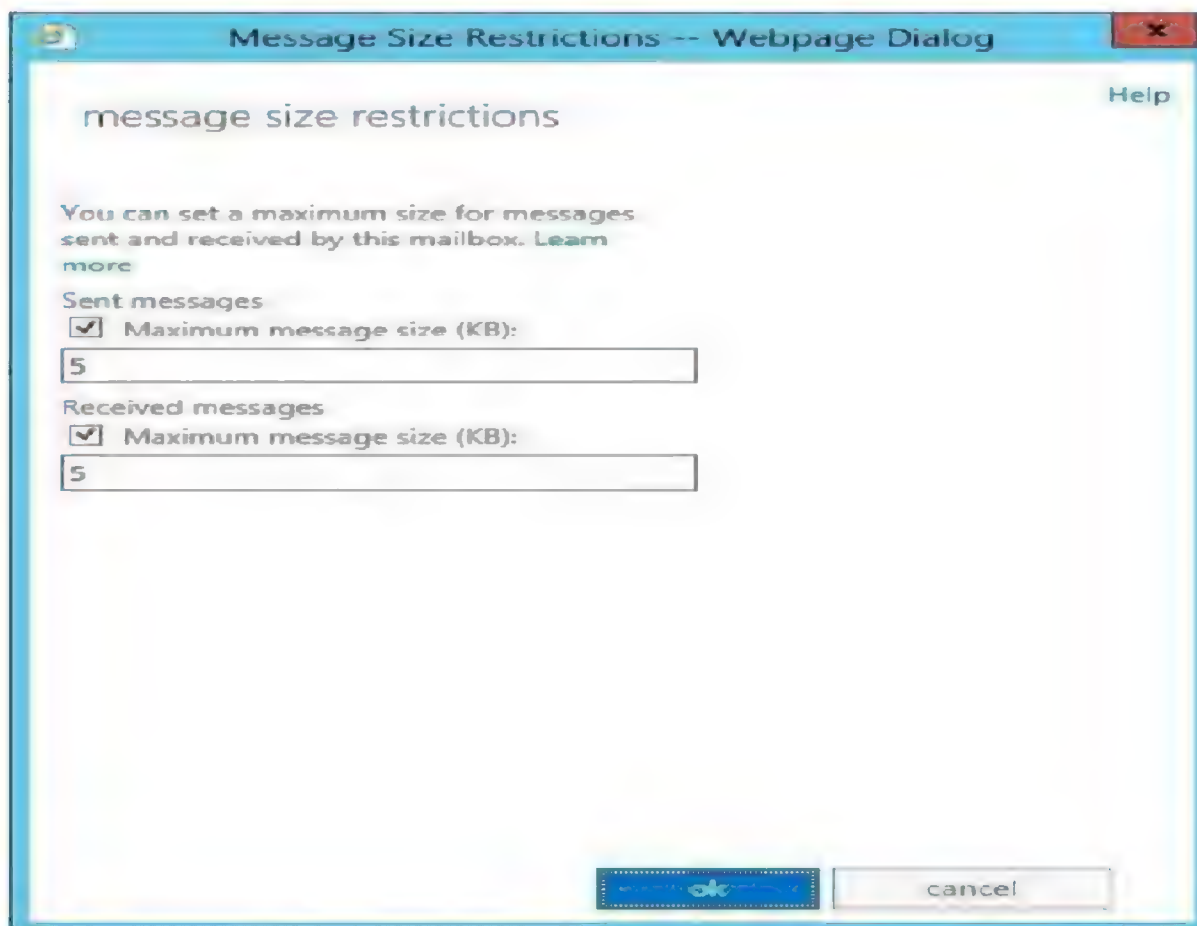 Message Size Restrictions -- Webpage Dialog
Help
message size restrictions
You can set a maximum size for messages
sent and received by this mailbox. Learn
more
Sent messages
Maximum message size (KB):
5
Received messages
Maximum message size (KB):
5
ok
cancel